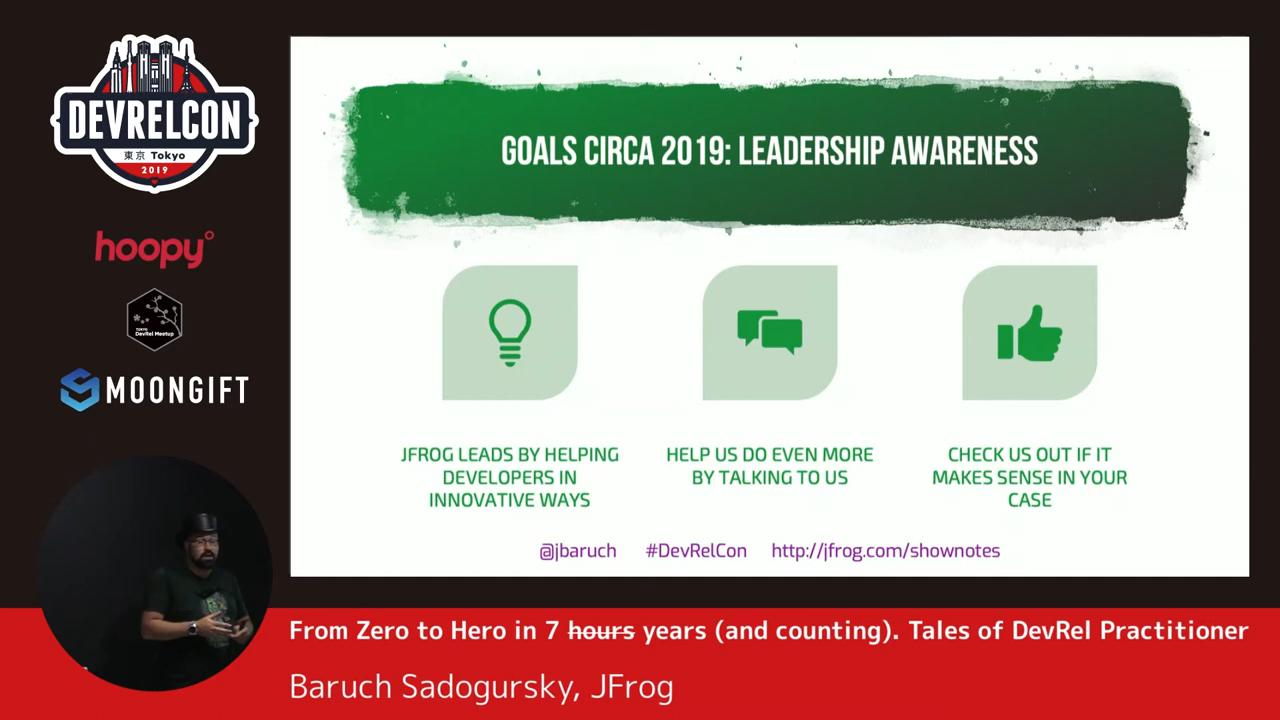 DEVRELCON
東京 Tokyo
2019
hoopy°
TOKYO
DevRel Meetup
MOONGIFT
GOALS CIRCA 2019: LEADERSHIP AWARENESS
JFROG LEADS BY HELPING
DEVELOPERS IN
INNOVATIVE WAYS
HELP US DO EVEN MORE
BY TALKING TO US
CHECK US OUT IF IT
MAKES SENSE IN YOUR
CASE
@jbaruch #DevRelCon http://jfrog.com/shownotes
From Zero to Hero in 7 hours years (and counting). Tales of DevRel Practitioner
Baruch Sadogursky, JFrog